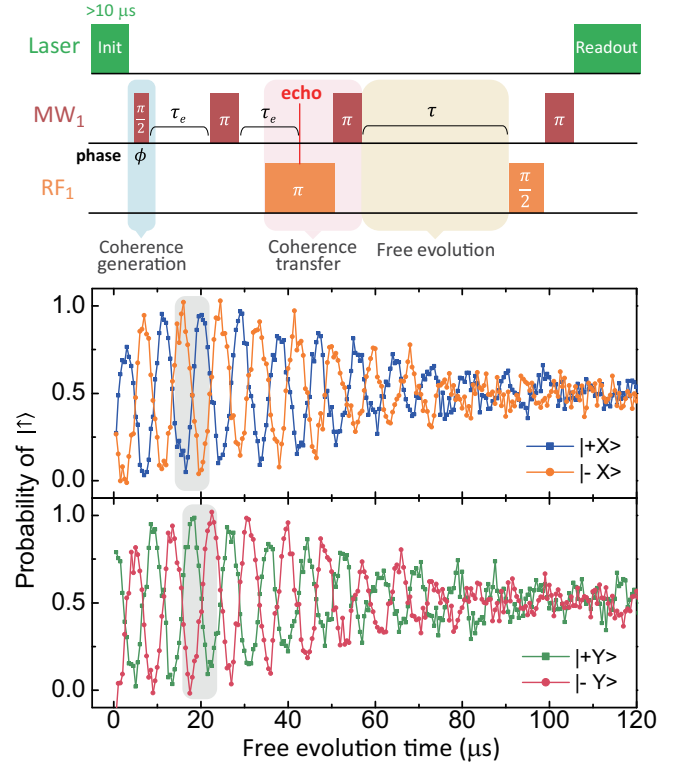 >10 μs
Laser
Init
Readout
MW₁
π/2
τₑ
π
τₑ
echo
π
τ
π
phase
ϕ
RF₁
π
π/2
Coherence
generation
Coherence
transfer
Free evolution
Probability of |↑⟩
1.0
0.5
0.0
|+X>
|- X>
1.0
0.5
0.0
|+Y>
|- Y>
0
20
40
60
80
100
120
Free evolution time (μs)